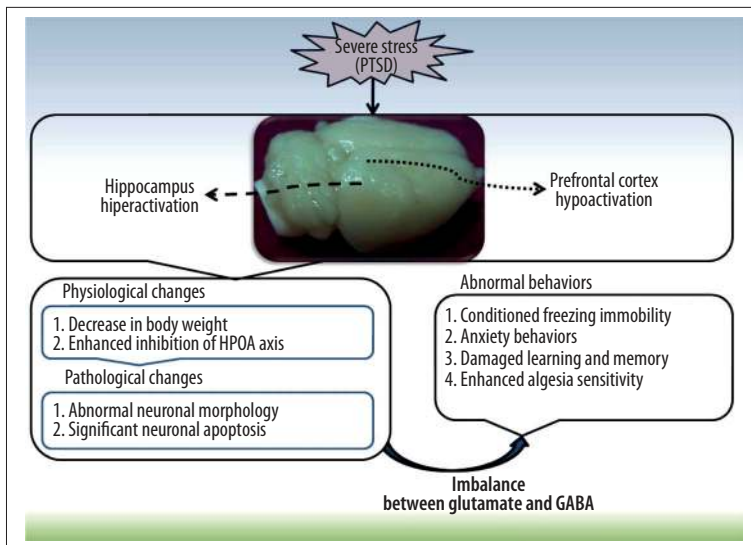 Severe stress
(PTSD)
Hippocampus
hiperactivation
Prefrontal cortex
hypoactivation
Physiological changes
1. Decrease in body weight
2. Enhanced inhibition of HPOA axis
Pathological changes
1. Abnormal neuronal morphology
2. Significant neuronal apoptosis
Abnormal behaviors
1. Conditioned freezing immobility
2. Anxiety behaviors
3. Damaged learning and memory
4. Enhanced algesia sensitivity
Imbalance
between glutamate and GABA